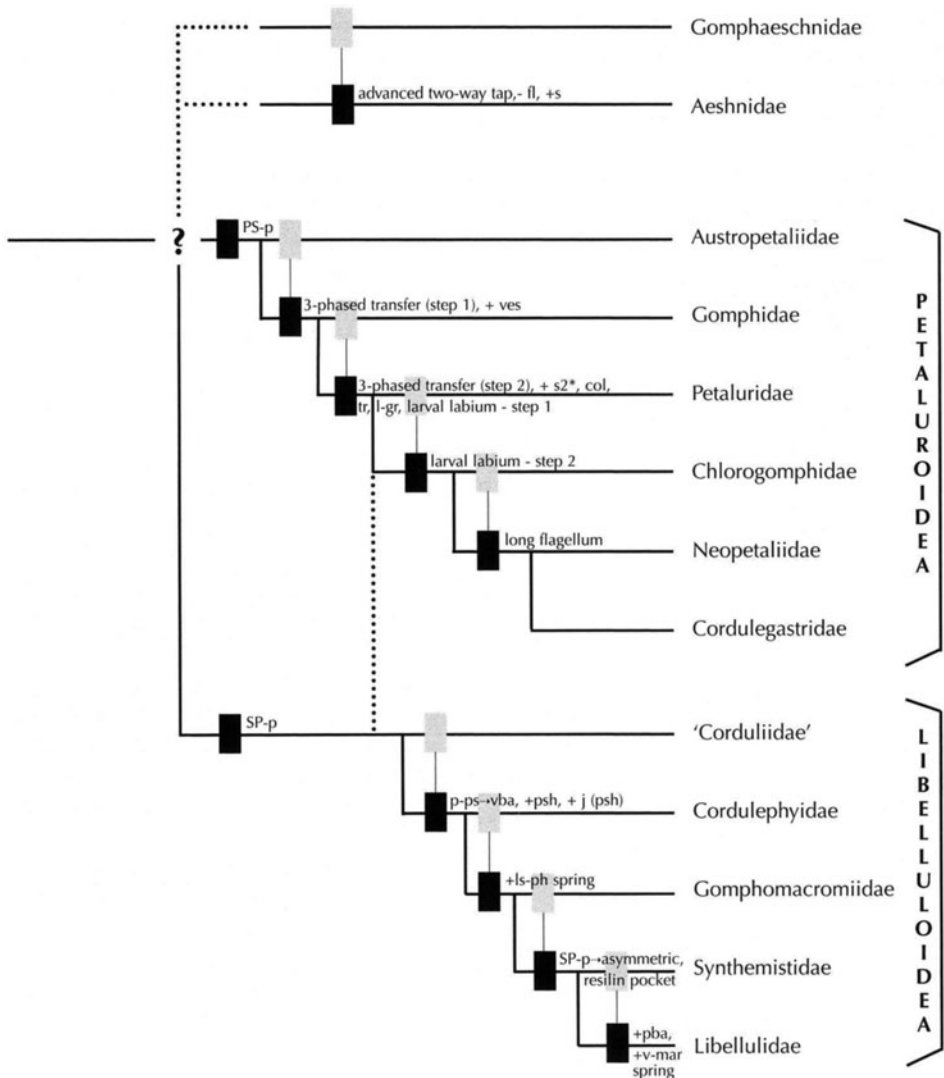 Gomphaeschnidae
advanced two-way tap,- fl, +s
Aeshnidae
?
PS-p
Austropetaliidae
3-phased transfer (step 1), + ves
Gomphidae
3-phased transfer (step 2), + s2*, col,
tr, l-gr, larval labium - step 1
Petaluridae
larval labium - step 2
Chlorogomphidae
long flagellum
Neopetaliidae
Cordulegastridae
PETALUROIDEA
SP-p
'Corduliidae'
p-ps→vba, +psh, + j (psh)
Cordulephyidae
+ls-ph spring
Gomphomacromiidae
SP-p→asymmetric,
resilin pocket
Synthemistidae
+pba,
+v-mar
spring
Libellulidae
LIBELLULOIDEA